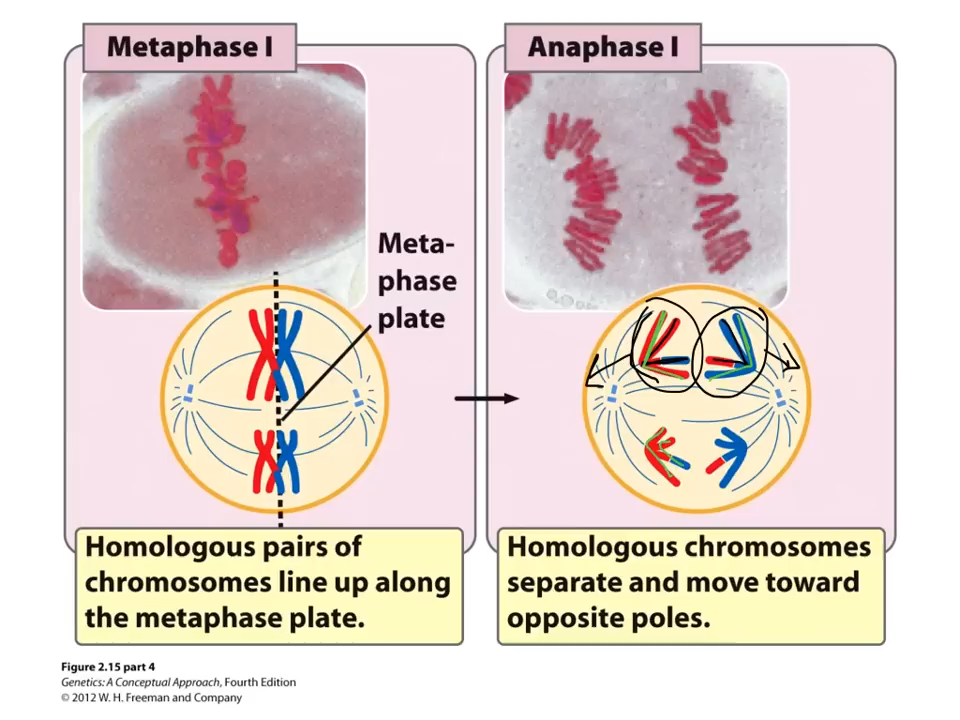 Metaphase I
Anaphase I
Meta-
phase
plate
Homologous pairs of
chromosomes line up along
the metaphase plate.
Homologous chromosomes
separate and move toward
opposite poles.
Figure 2.15 part 4
Genetics: A Conceptual Approach, Fourth Edition
© 2012 W. H. Freeman and Company